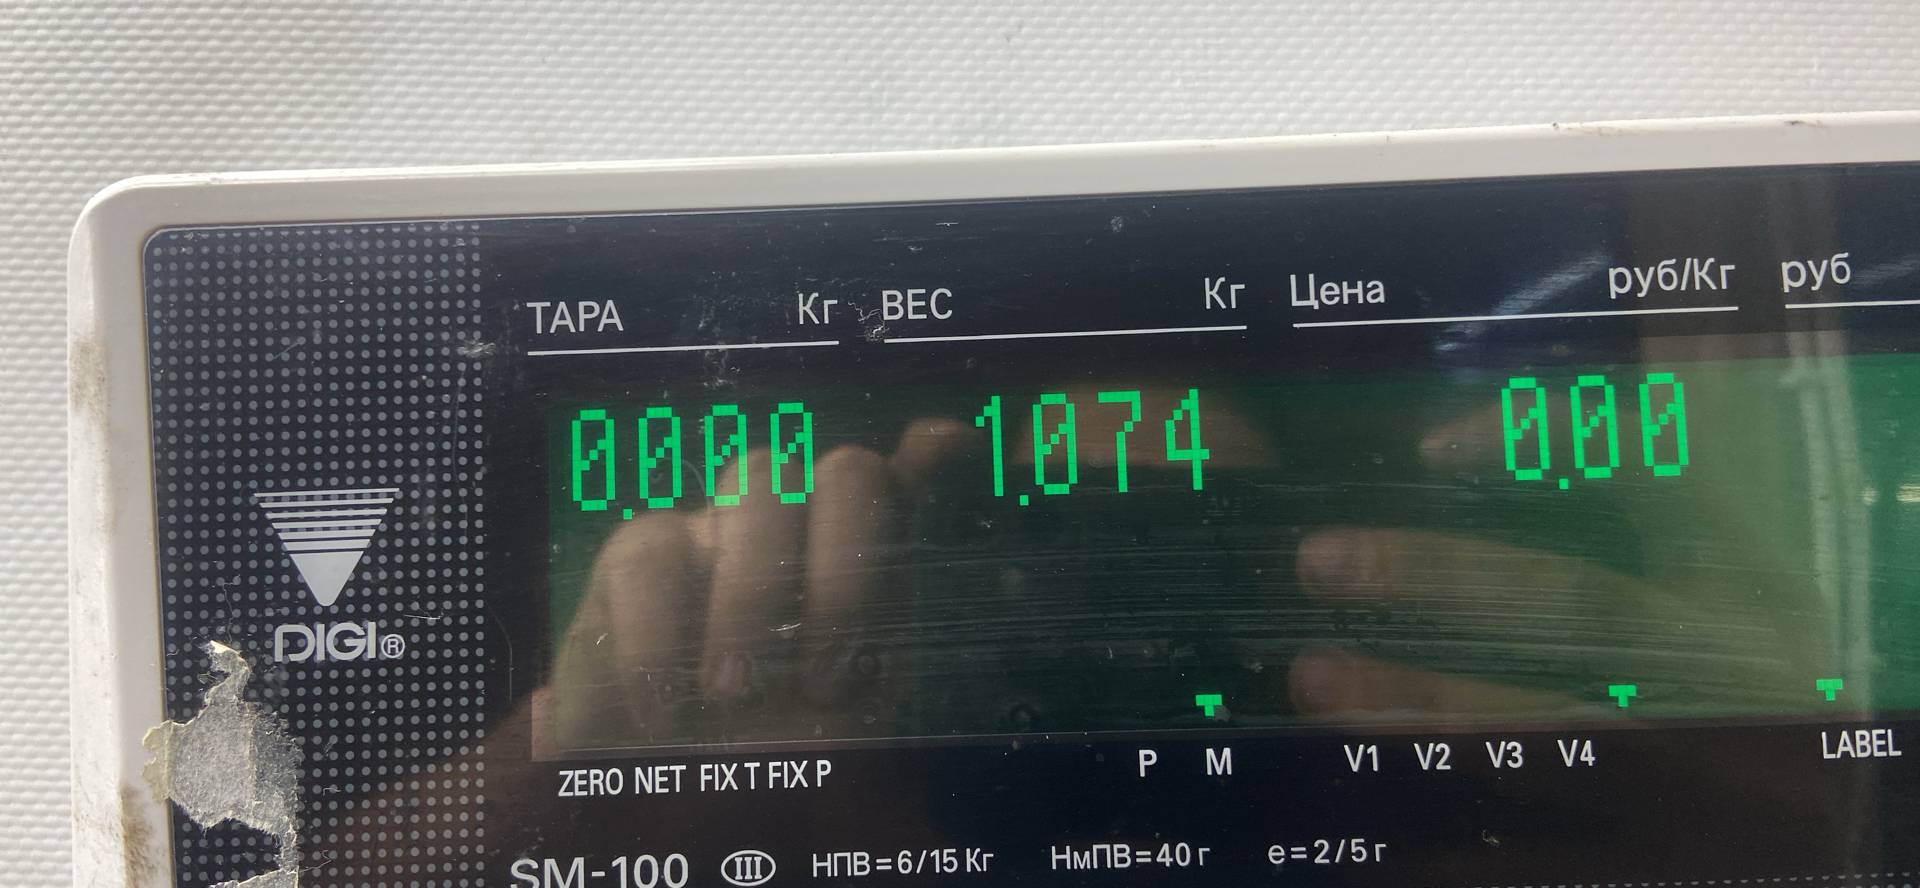 ТАРА Кг ВЕС Кг Цена руб/Кг руб
0.000 1.074 0.00
DIGI®
ZERO NET FIX T FIX P P M V1 V2 V3 V4 LABEL
SM-100 III НПВ=6/15 Кг НмПВ=40 г e=2/5 г